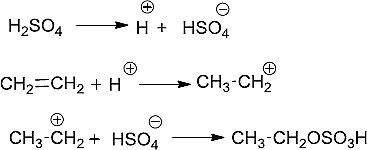 H₂SO₄ ⟶ H⊕ + HSO₄⊖
CH₂=CH₂ + H⊕ ⟶ CH₃-CH₂⊕
CH₃-CH₂⊕ + HSO₄⊖ ⟶ CH₃-CH₂OSO₃H